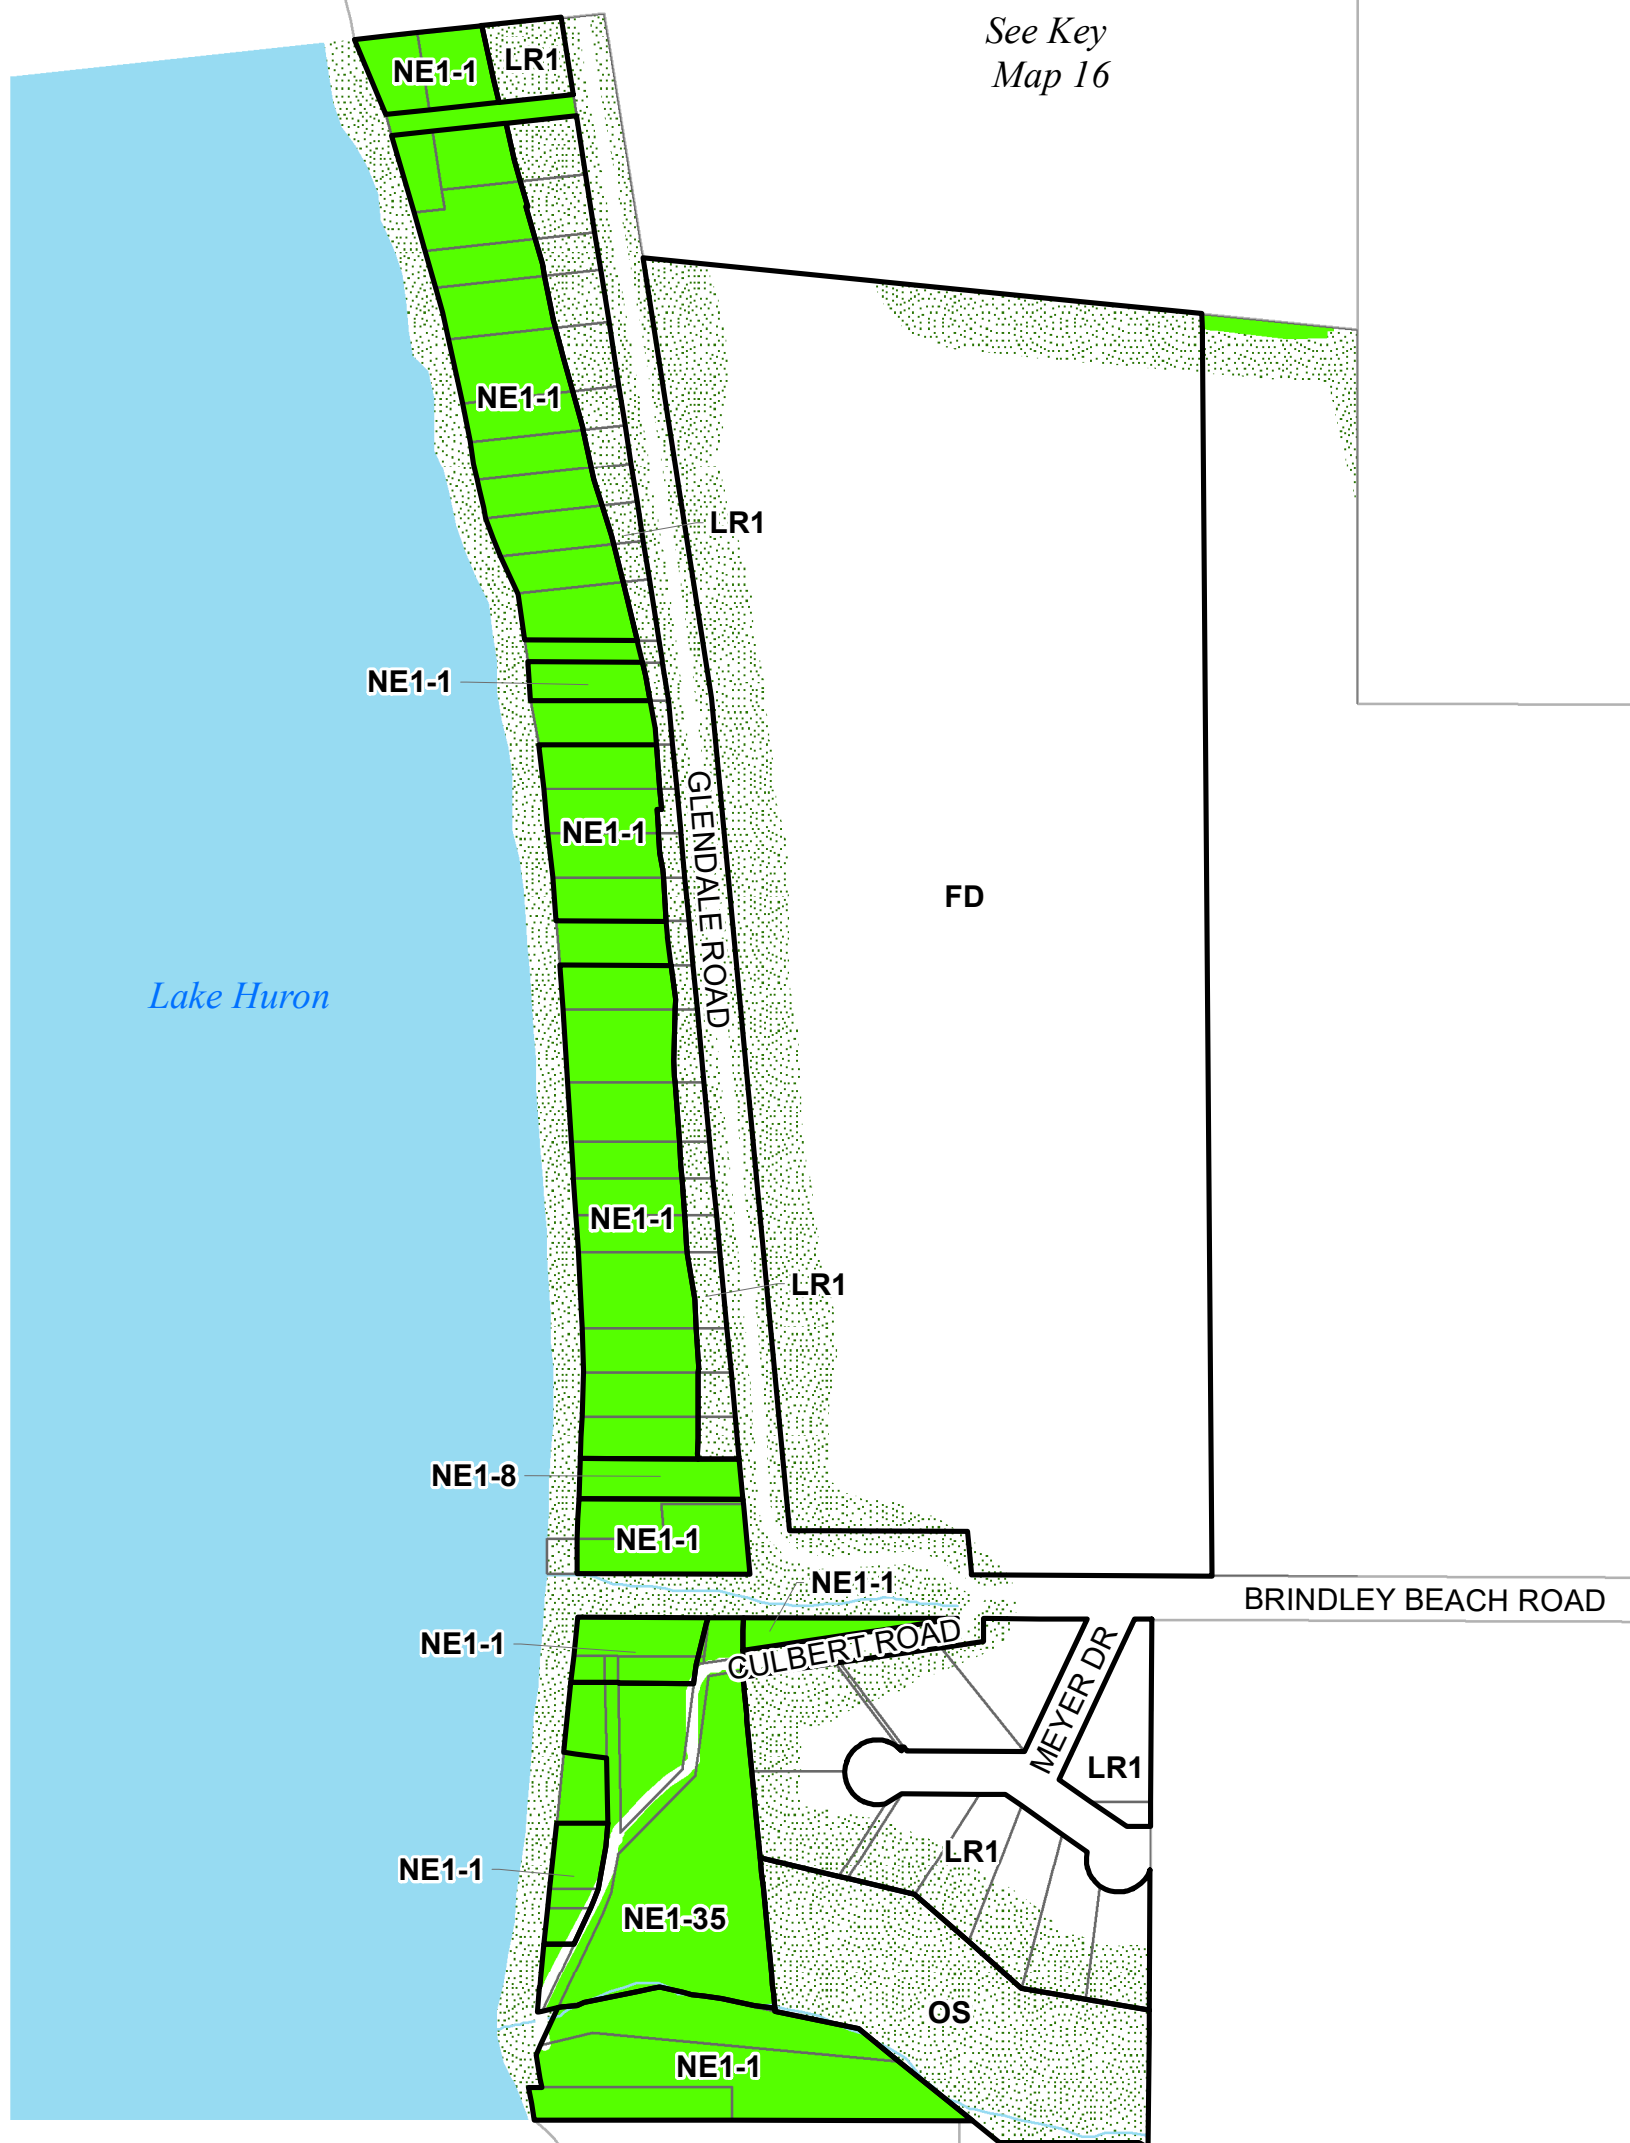 See Key
Map 16
NE1-1
LR1
NE1-1
LR1
NE1-1
GLENDALE ROAD
NE1-1
FD
Lake Huron
NE1-1
LR1
NE1-8
NE1-1
NE1-1
BRINDLEY BEACH ROAD
NE1-1
CULBERT ROAD
MEYER DR
LR1
LR1
NE1-1
NE1-35
OS
NE1-1